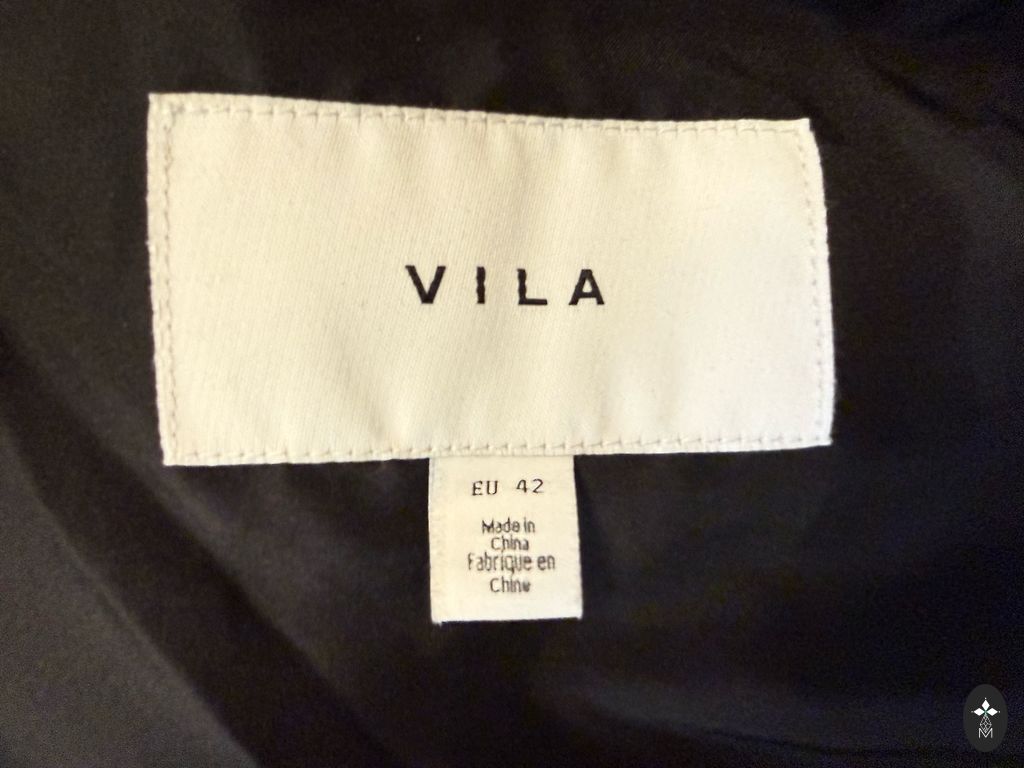 VILA
EU 42
Made in
China
Fabrique en
Chine
M